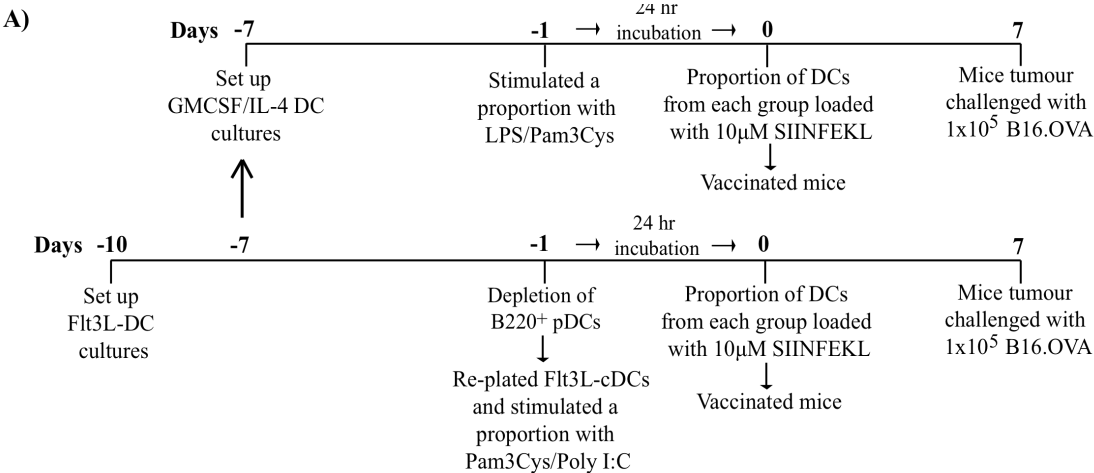 A)
24 hr
Days -7 -1 → incubation → 0 7
Set up
GMCSF/IL-4 DC
cultures
Stimulated a
proportion with
LPS/Pam3Cys
Proportion of DCs
from each group loaded
with 10μM SIINFEKL
Vaccinated mice
Mice tumour
challenged with
1x10⁵ B16.OVA
24 hr
Days -10 -7 -1 → incubation → 0 7
Set up
Flt3L-DC
cultures
Depletion of
B220⁺ pDCs
Re-plated Flt3L-cDCs
and stimulated a
proportion with
Pam3Cys/Poly I:C
Proportion of DCs
from each group loaded
with 10μM SIINFEKL
Vaccinated mice
Mice tumour
challenged with
1x10⁵ B16.OVA